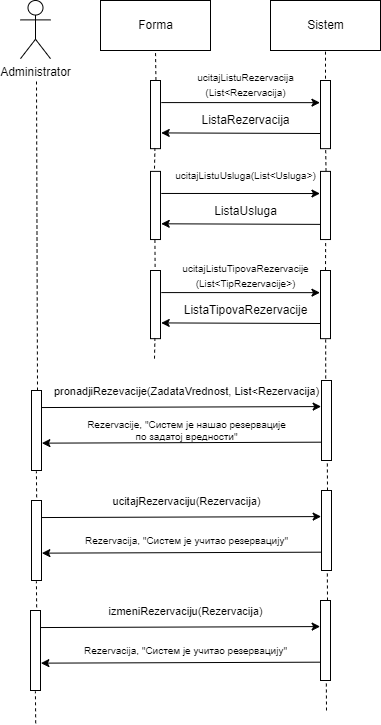 Forma
Sistem
Administrator
ucitajListuRezervacija
(List<Rezervacija)
ListaRezervacija
ucitajListuUsluga(List<Usluga>)
ListaUsluga
ucitajListuTipovaRezervacije
(List<TipRezervacije>)
ListaTipovaRezervacije
pronadjiRezevacije(ZadataVrednost, List<Rezervacija)
Rezervacije, "Систем је нашао резервације
по задатој вредности"
ucitajRezervaciju(Rezervacija)
Rezervacija, "Систем је учитао резервацију"
izmeniRezervaciju(Rezervacija)
Rezervacija, "Систем је учитао резервацију"